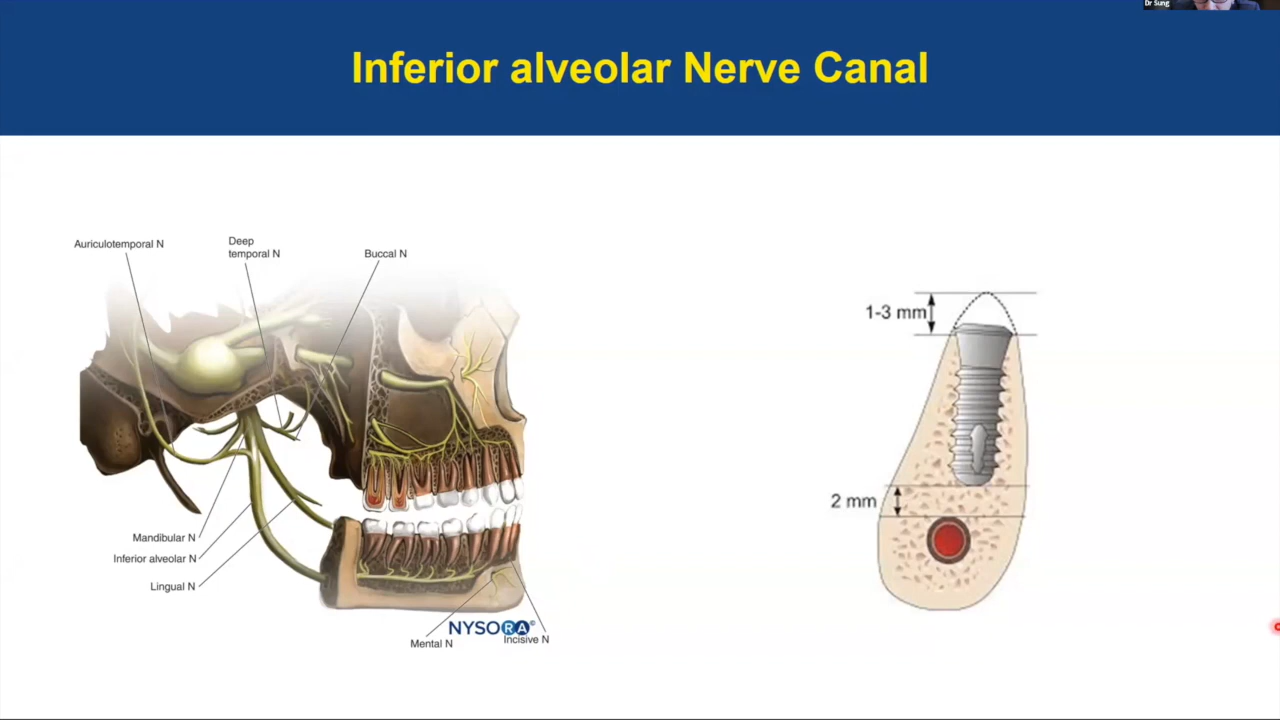 Dr Sung
Inferior alveolar Nerve Canal
Auriculotemporal N
Deep
temporal N
Buccal N
1-3 mm
2 mm
Mandibular N
Inferior alveolar N
Lingual N
NYSORA©
Mental N
Incisive N